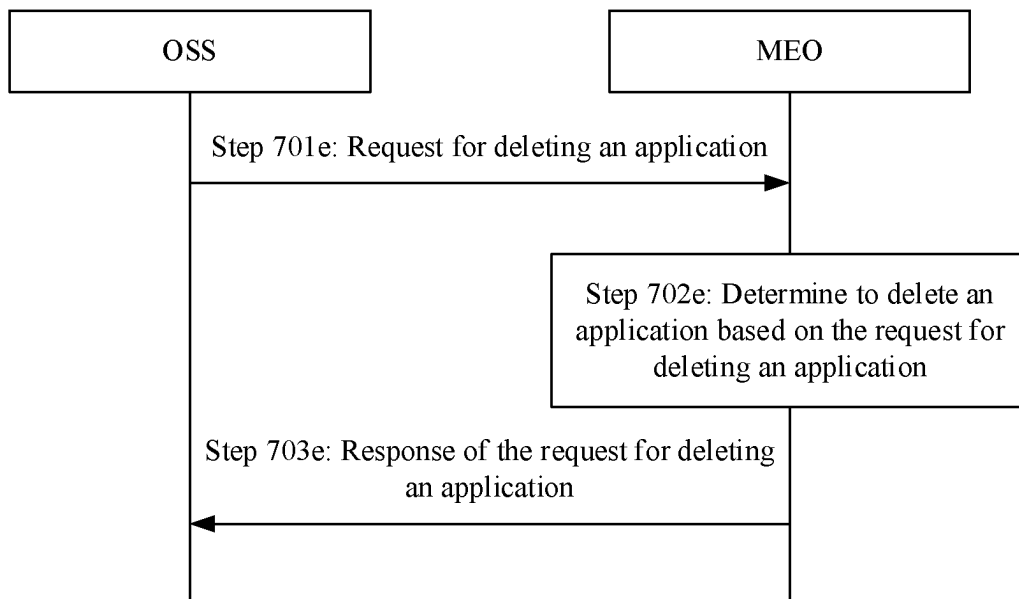 OSS
MEO
Step 701e: Request for deleting an application
Step 702e: Determine to delete an
application based on the request for
deleting an application
Step 703e: Response of the request for deleting
an application